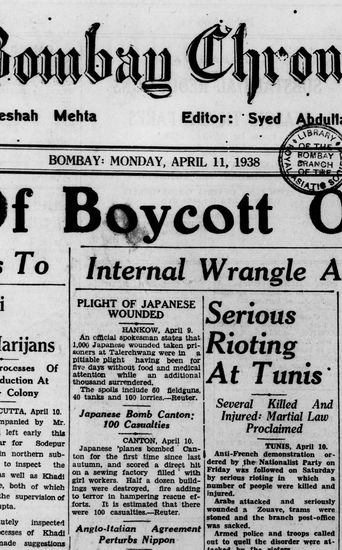 Bombay Chron
eshah Mehta
Editor: Syed Abdulla
LIBRARY
OF THE
BOMBAY
BRANCH
OF THE
ROYAL
ASIATIC SO
BOMBAY: MONDAY, APRIL 11, 1938
Of Boycott O
s To
Internal Wrangle A
i
Harijans
rocesses Of
duction At
Colony
CUTTA, April 10.
mpanied by Mr.
left early this
ar for Sodepur
northern sub-
to inspect the
as well as Khadi
e, both of which
the supervision of
upta.
utely inspected
ocesses of Khadi
made suggestions
PLIGHT OF JAPANESE
WOUNDED
HANKOW, April 9.
An official spokesman states that
1,000 Japanese wounded taken pri-
soners at Taierchwang were in a
pitiable plight having been for
five days without food and medical
attention while an additional
thousand surrendered.
The spoils include 60 fieldguns,
40 tanks and 100 lorries.—Reuter.
Japanese Bomb Canton:
100 Casualties
CANTON, April 10.
Japanese planes bombed Can-
ton for the first time since last
autumn, and scored a direct hit
on a sewing factory filled with
girl workers. Half a dozen build-
ings were destroyed, fire adding
to terror in hampering rescue ef-
forts. It is estimated that there
were 100 casualties.—Reuter.
Anglo-Italian Agreement
Perturbs Nippon
Serious
Rioting
At Tunis
Several Killed And
Injured: Martial Law
Proclaimed
TUNIS, April 10.
Anti-French demonstration or-
dered by the Nationalist Party on
Friday was followed on Saturday
by serious rioting in which a
number of people were killed and
injured.
Arabs attacked and seriously
wounded a Zouave, trams were
stoned and the branch post-office
was sacked.
Armed police and troops called
out to quell the disorder were at-